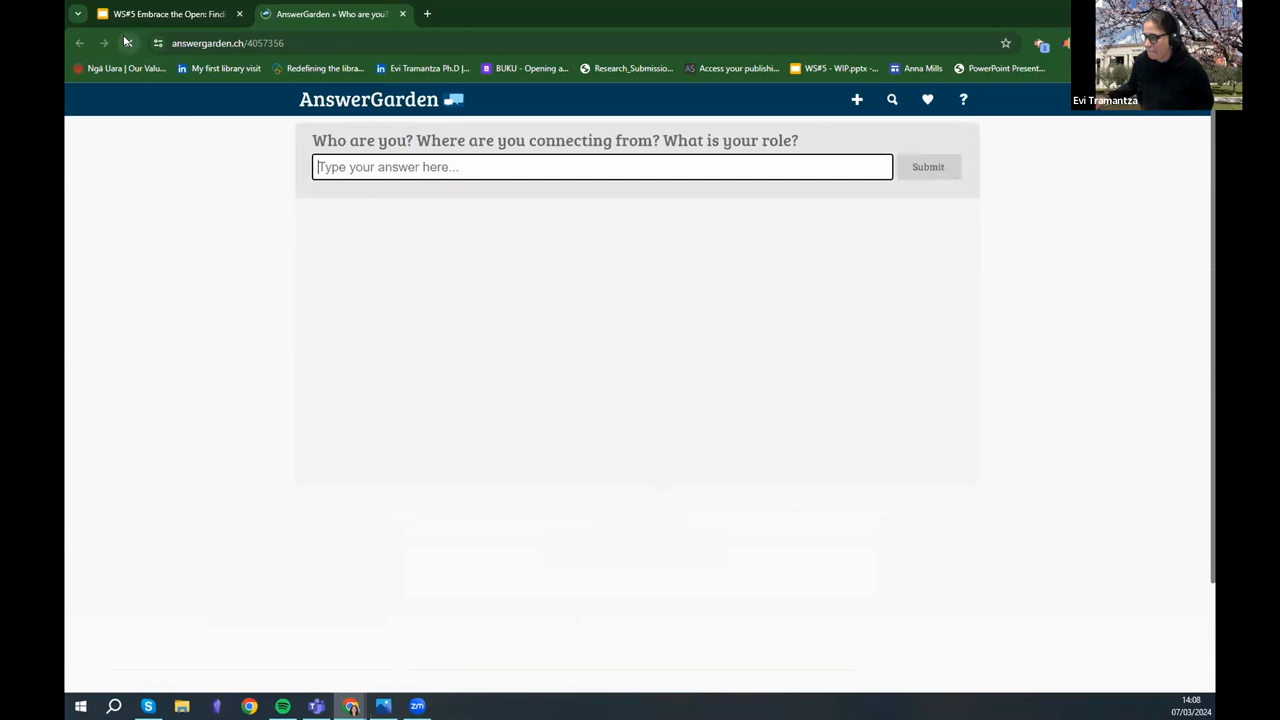 WS#5 Embrace the Open: Find
AnswerGarden » Who are you?
answergarden.ch/4057356
3
Ngā Uara | Our Valu...
My first library visit
Redefining the libra...
Evi Tramantza Ph.D |...
BUKU - Opening a...
Research_Submissio...
AS Access your publishi...
WS#5 - WIP.pptx -...
Anna Mills
PowerPoint Present...
Evi Tramantza
AnswerGarden
Who are you? Where are you connecting from? What is your role?
Type your answer here...
Submit
zm
14:08
07/03/2024